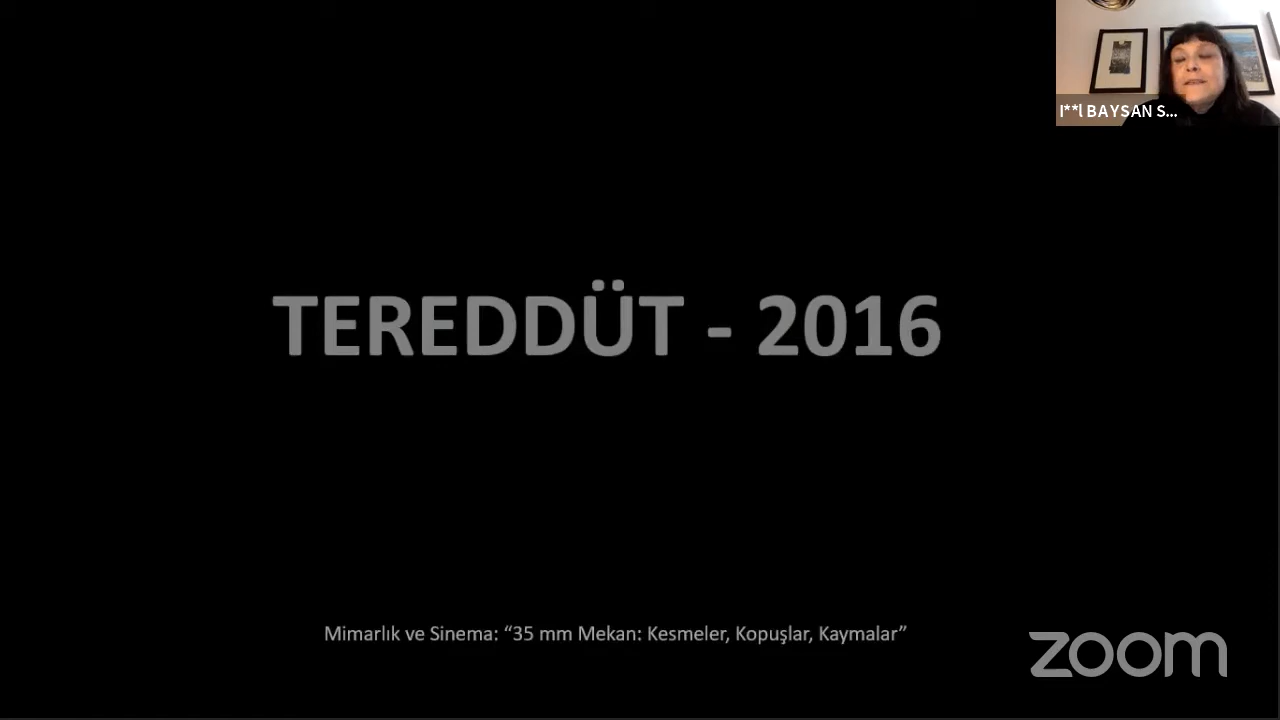 I**l BAYSAN S...
TEREDDÜT - 2016
Mimarlık ve Sinema: “35 mm Mekan: Kesmeler, Kopuşlar, Kaymalar”
zoom